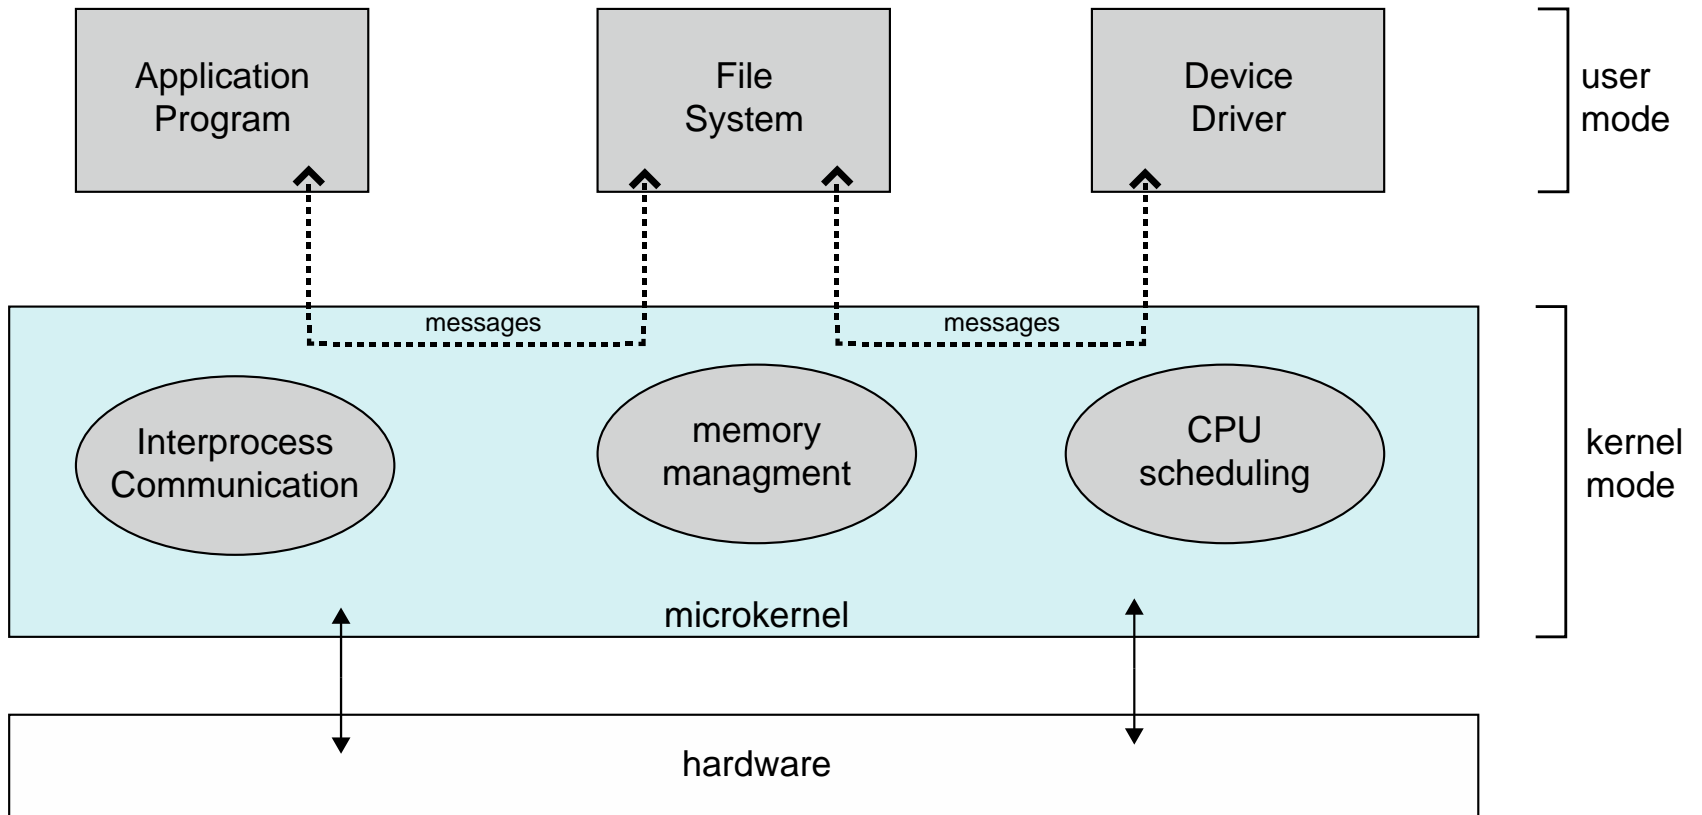 Application
Program
File
System
Device
Driver
user
mode
messages
messages
Interprocess
Communication
memory
managment
CPU
scheduling
kernel
mode
microkernel
hardware